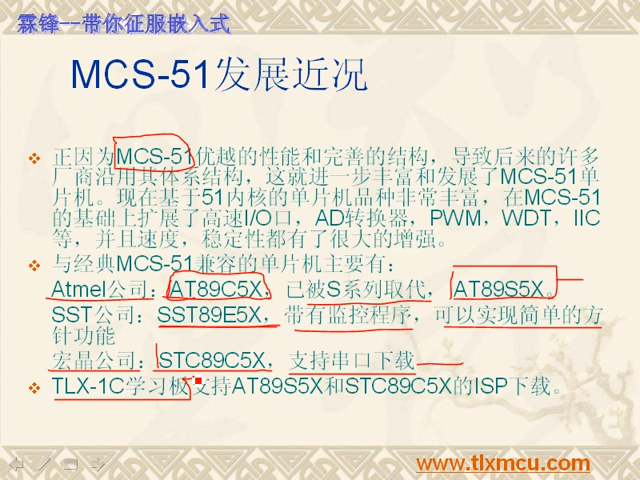 霖锋--带你征服嵌入式
MCS-51发展近况
正因为MCS-51优越的性能和完善的结构，导致后来的许多
厂商沿用其体系结构，这就进一步丰富和发展了MCS-51单
片机。现在基于51内核的单片机品种非常丰富，在MCS-51
的基础上扩展了高速I/O口，AD转换器，PWM，WDT，IIC
等，并且速度，稳定性都有了很大的增强。
与经典MCS-51兼容的单片机主要有：
Atmel公司：AT89C5X，已被S系列取代，AT89S5X。
SST公司：SST89E5X，带有监控程序，可以实现简单的方
针功能
宏晶公司：STC89C5X，支持串口下载
TLX-1C学习板支持AT89S5X和STC89C5X的ISP下载。
www.tlxmcu.com